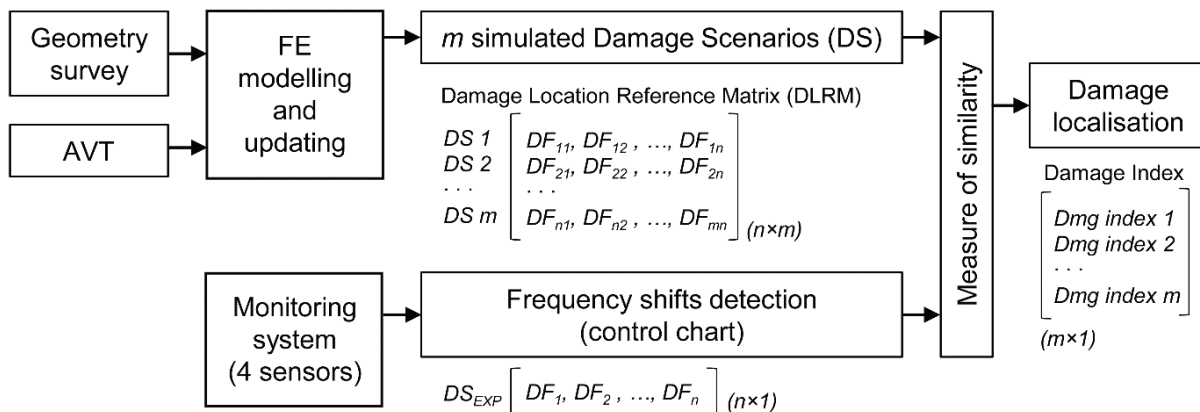 Geometry
survey
AVT
FE
modelling
and
updating
m simulated Damage Scenarios (DS)
Damage Location Reference Matrix (DLRM)
DS 1 DF11, DF12 , ..., DF1n
DS 2 DF21, DF22 , ..., DF2n
. . . . . .
DS m DFn1, DFn2 , ..., DFmn (n×m)
Monitoring
system
(4 sensors)
Frequency shifts detection
(control chart)
DSEXP DF1, DF2 , ..., DFn (n×1)
Measure of similarity
Damage
localisation
Damage Index
Dmg index 1
Dmg index 2
. . .
Dmg index m
(m×1)